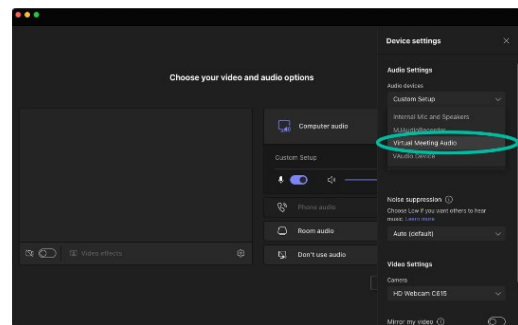 Device settings
Choose your video and audio options
Audio Settings
Audio devices
Custom Setup
Computer audio
Internal Mic and Speakers
MJAudioRecorder
Virtual Meeting Audio
VAudio Device
Custom Setup
Phone audio
Room audio
Don't use audio
Video effects
Noise suppression
Choose Low if you want others to hear
music. Learn more
Auto (default)
Video Settings
Camera
HD Webcam C615
Mirror my video